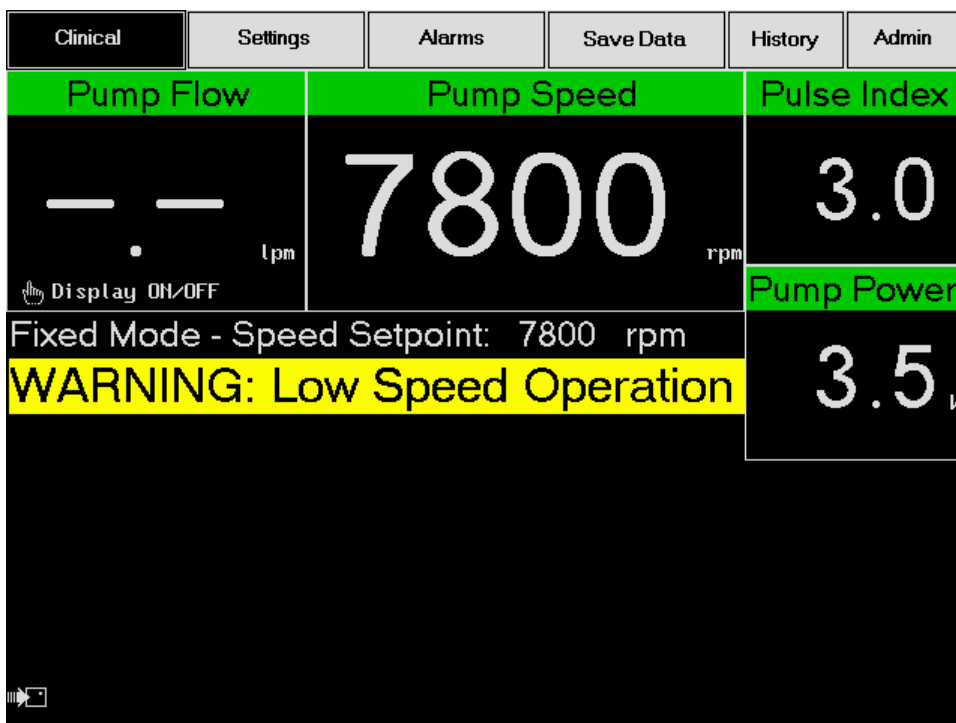 Clinical Settings Alarms Save Data History Admin
Pump Flow Pump Speed Pulse Index
--.-- lpm 7800 rpm 3.0
Display ON/OFF
Pump Power
Fixed Mode - Speed Setpoint: 7800 rpm
WARNING: Low Speed Operation
3.5